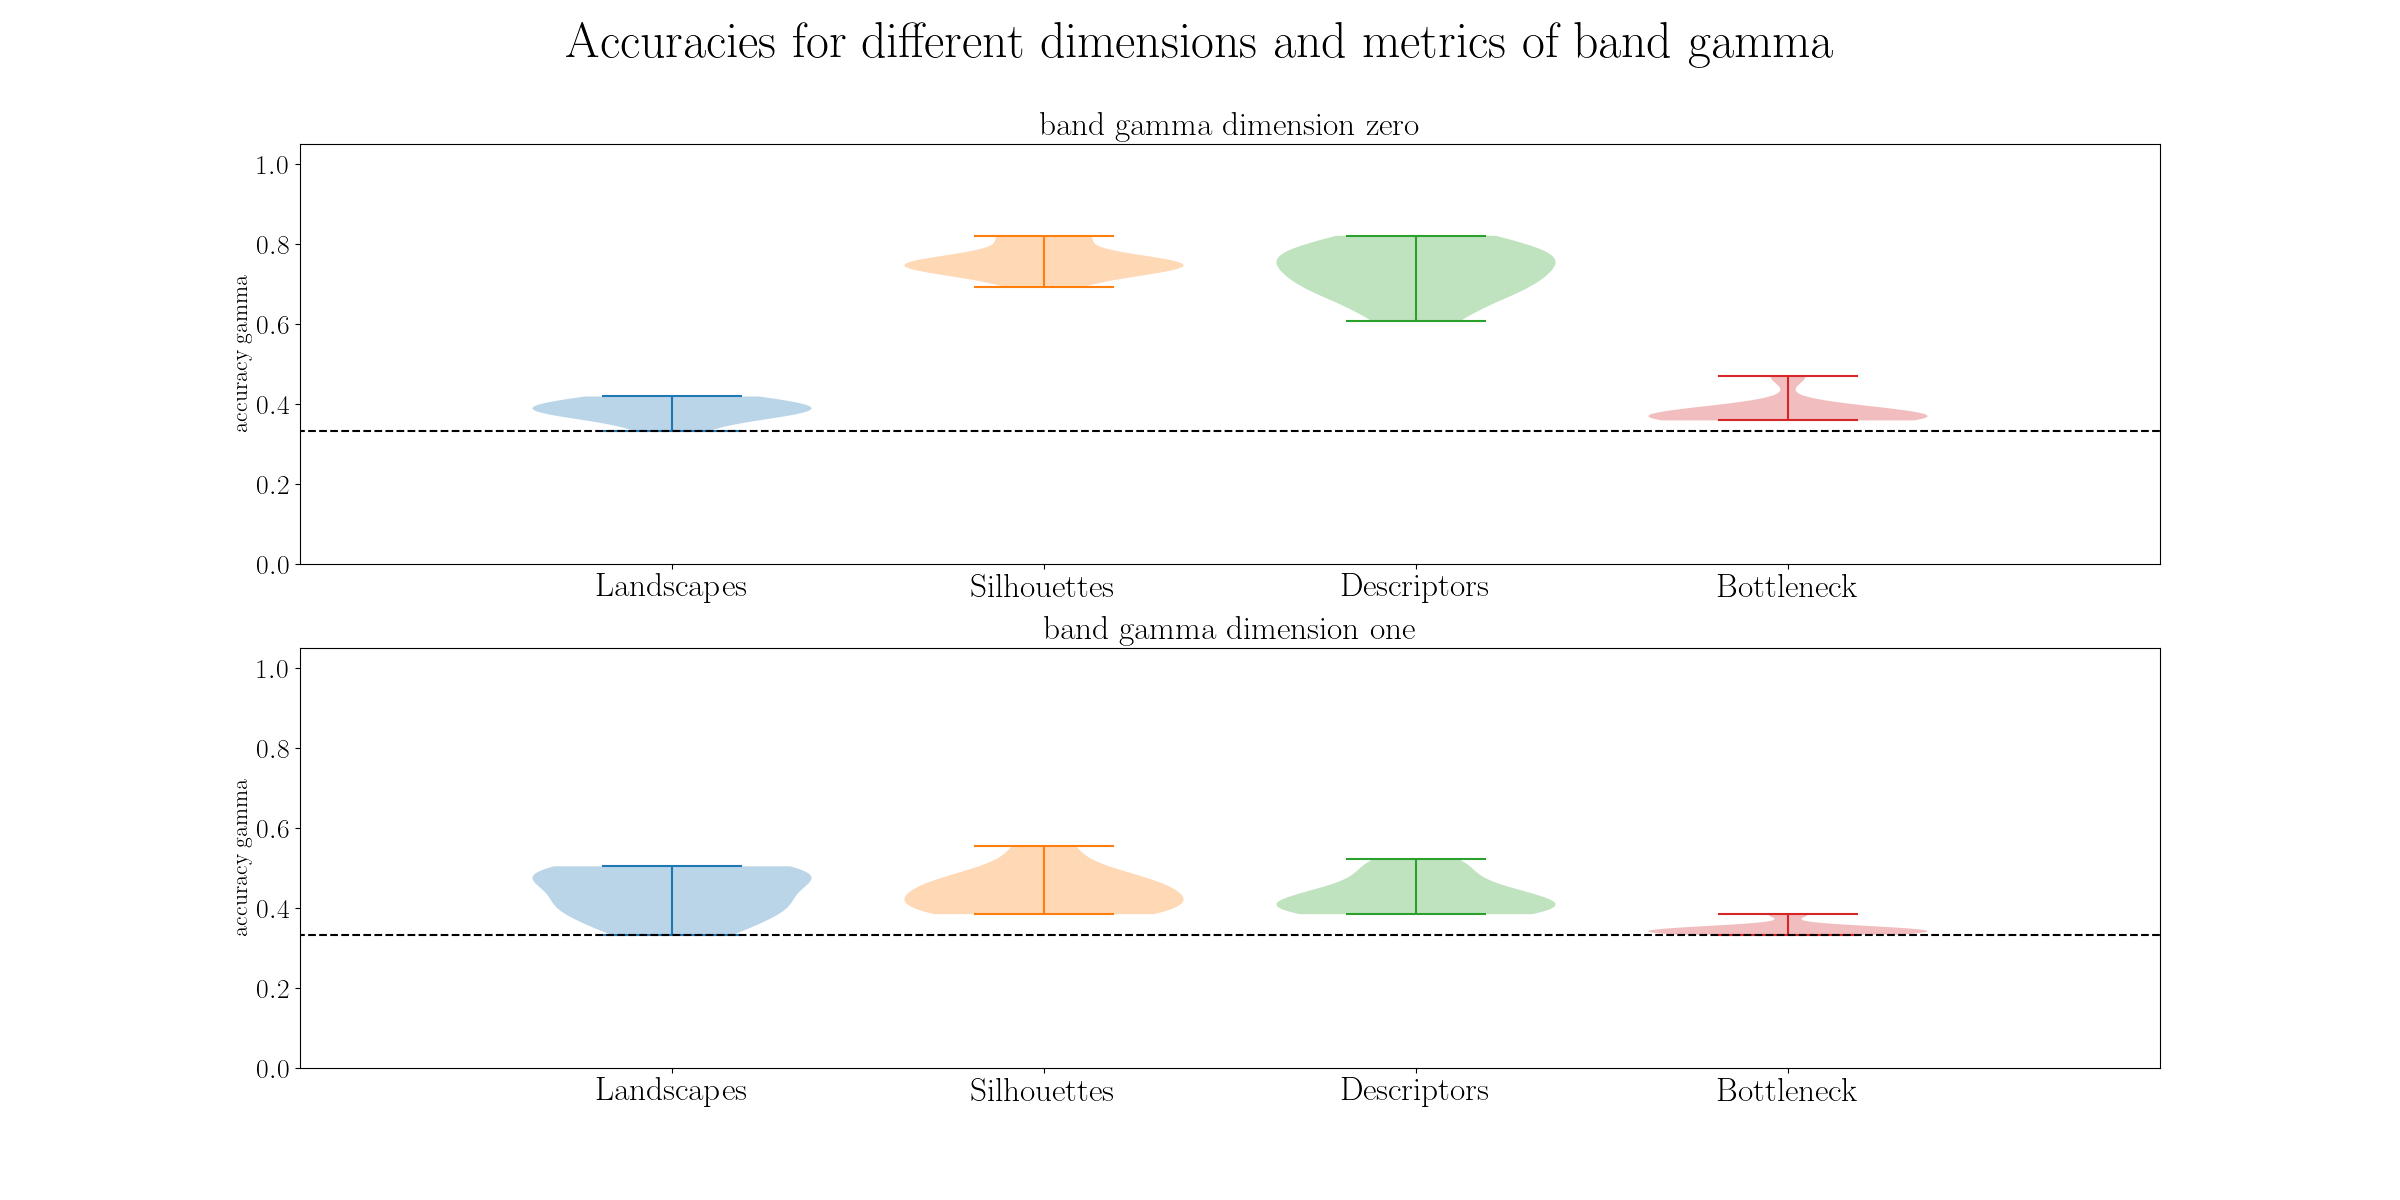 Accuracies for different dimensions and metrics of band gamma
band gamma dimension zero
accuracy gamma
1.0
0.8
0.6
0.4
0.2
0.0
Landscapes Silhouettes Descriptors Bottleneck
band gamma dimension one
accuracy gamma
1.0
0.8
0.6
0.4
0.2
0.0
Landscapes Silhouettes Descriptors Bottleneck